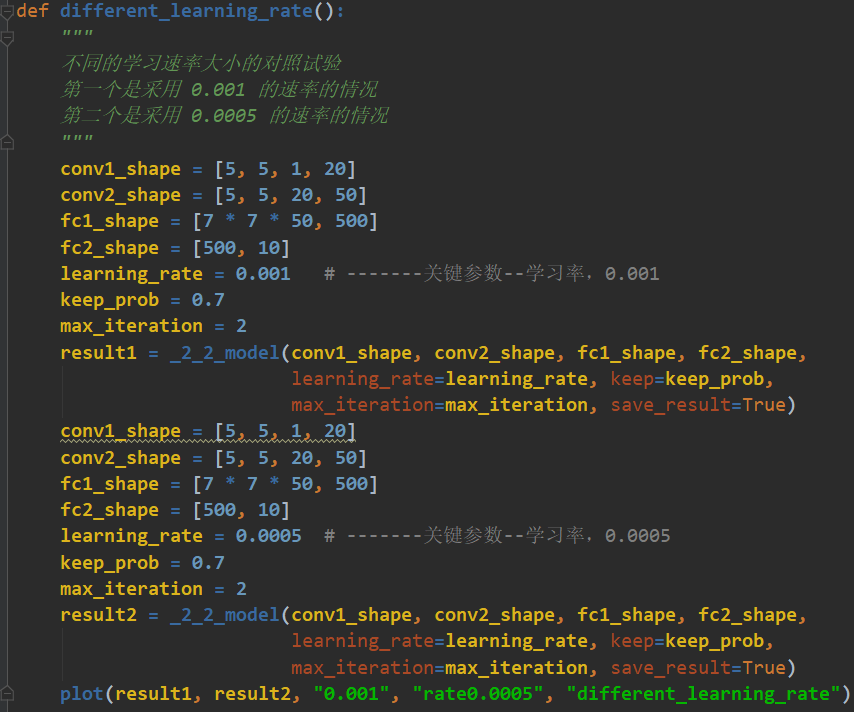 def different_learning_rate():
    """
    不同的学习速率大小的对照试验
    第一个是采用 0.001 的速率的情况
    第二个是采用 0.0005 的速率的情况
    """
    conv1_shape = [5, 5, 1, 20]
    conv2_shape = [5, 5, 20, 50]
    fc1_shape = [7 * 7 * 50, 500]
    fc2_shape = [500, 10]
    learning_rate = 0.001   # -------关键参数--学习率，0.001
    keep_prob = 0.7
    max_iteration = 2
    result1 = _2_2_model(conv1_shape, conv2_shape, fc1_shape, fc2_shape,
                         learning_rate=learning_rate, keep=keep_prob,
                         max_iteration=max_iteration, save_result=True)
    conv1_shape = [5, 5, 1, 20]
    conv2_shape = [5, 5, 20, 50]
    fc1_shape = [7 * 7 * 50, 500]
    fc2_shape = [500, 10]
    learning_rate = 0.0005  # -------关键参数--学习率，0.0005
    keep_prob = 0.7
    max_iteration = 2
    result2 = _2_2_model(conv1_shape, conv2_shape, fc1_shape, fc2_shape,
                         learning_rate=learning_rate, keep=keep_prob,
                         max_iteration=max_iteration, save_result=True)
    plot(result1, result2, "0.001", "rate0.0005", "different_learning_rate")